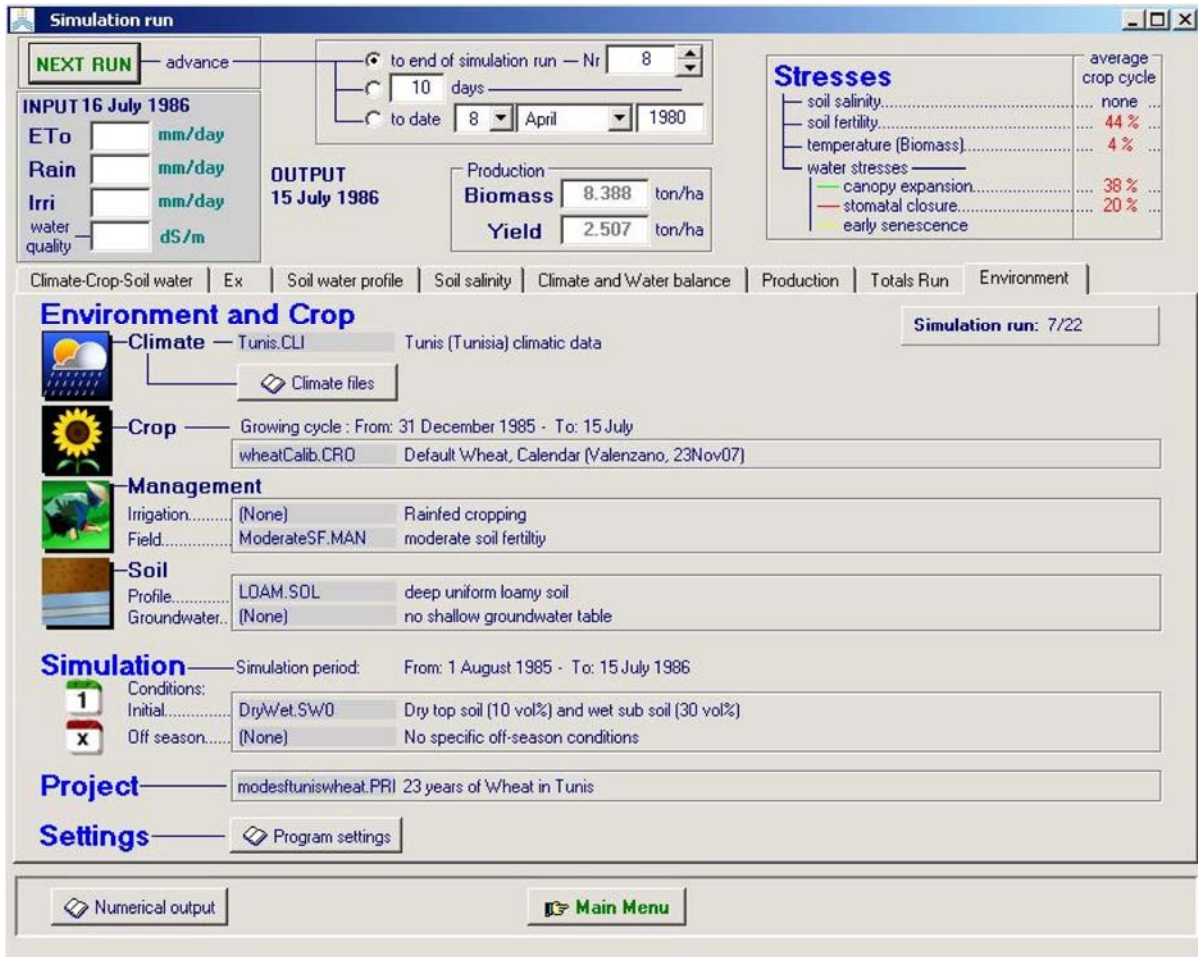 Simulation run
NEXT RUN advance
to end of simulation run — Nr 8
10 days
to date 8 April 1980
INPUT 16 July 1986
ETo mm/day
Rain mm/day
Irri mm/day
water quality dS/m
OUTPUT
15 July 1986
Production
Biomass 8.388 ton/ha
Yield 2.507 ton/ha
Stresses
average
crop cycle
soil salinity.......... none ...
soil fertility.......... 44 % ...
temperature (Biomass).......... 4 % ...
water stresses
canopy expansion.......... 38 % ...
stomatal closure.......... 20 % ...
early senescence
Climate-Crop-Soil water Ex Soil water profile Soil salinity Climate and Water balance Production Totals Run Environment
Environment and Crop
Simulation run: 7/22
Climate Tunis.CLI Tunis (Tunisia) climatic data
Climate files
Crop Growing cycle : From: 31 December 1985 - To: 15 July
wheatCalib.CRO Default Wheat, Calendar (Valenzano, 23Nov07)
Management
Irrigation......... (None) Rainfed cropping
Field.............. ModerateSF.MAN moderate soil fertiltiy
Soil
Profile............ LOAM.SOL deep uniform loamy soil
Groundwater.. (None) no shallow groundwater table
Simulation Simulation period: From: 1 August 1985 - To: 15 July 1986
Conditions:
1 Initial............. DryWet.SW0 Dry top soil (10 vol%) and wet sub soil (30 vol%)
x Off season...... (None) No specific off-season conditions
Project modesftuniswheat.PRI 23 years of Wheat in Tunis
Settings Program settings
Numerical output Main Menu